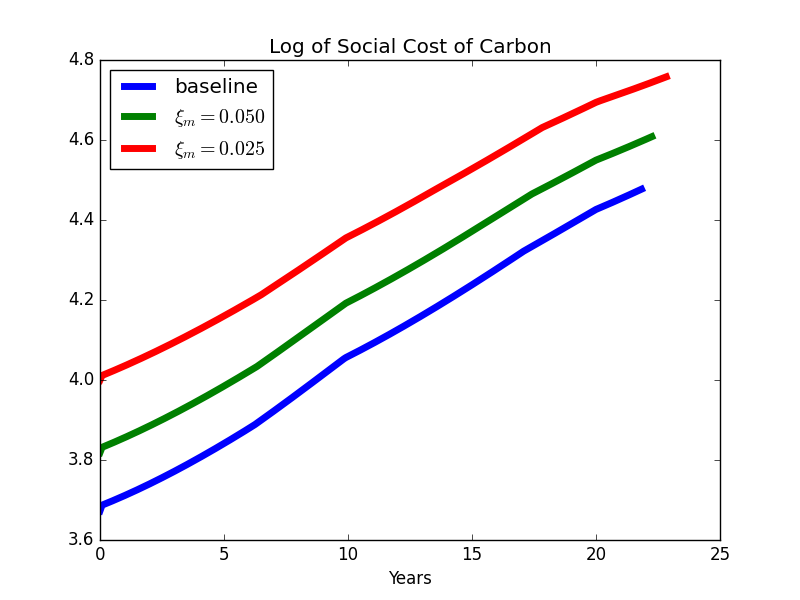 Log of Social Cost of Carbon
4.8
4.6
4.4
4.2
4.0
3.8
3.6
baseline
ξₘ = 0.050
ξₘ = 0.025
0 5 10 15 20 25
Years